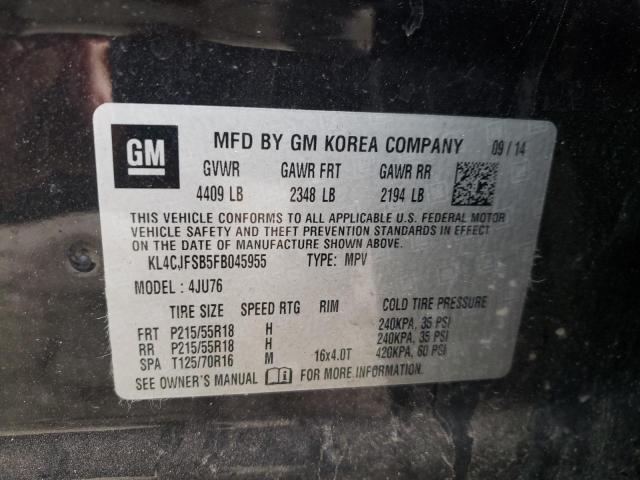 GM MFD BY GM KOREA COMPANY 09/14
GVWR GAWR FRT GAWR RR
4409 LB 2348 LB 2194 LB
THIS VEHICLE CONFORMS TO ALL APPLICABLE U.S. FEDERAL MOTOR
VEHICLE SAFETY AND THEFT PREVENTION STANDARDS IN EFFECT
ON THE DATE OF MANUFACTURE SHOWN ABOVE.
KL4CJFSB5FB045955 TYPE: MPV
MODEL : 4JU76
TIRE SIZE SPEED RTG RIM COLD TIRE PRESSURE
FRT P215/55R18 H 240KPA, 35 PSI
RR P215/55R18 H 240KPA, 35 PSI
SPA T125/70R16 M 16x4.0T 420KPA, 60 PSI
SEE OWNER'S MANUAL FOR MORE INFORMATION.